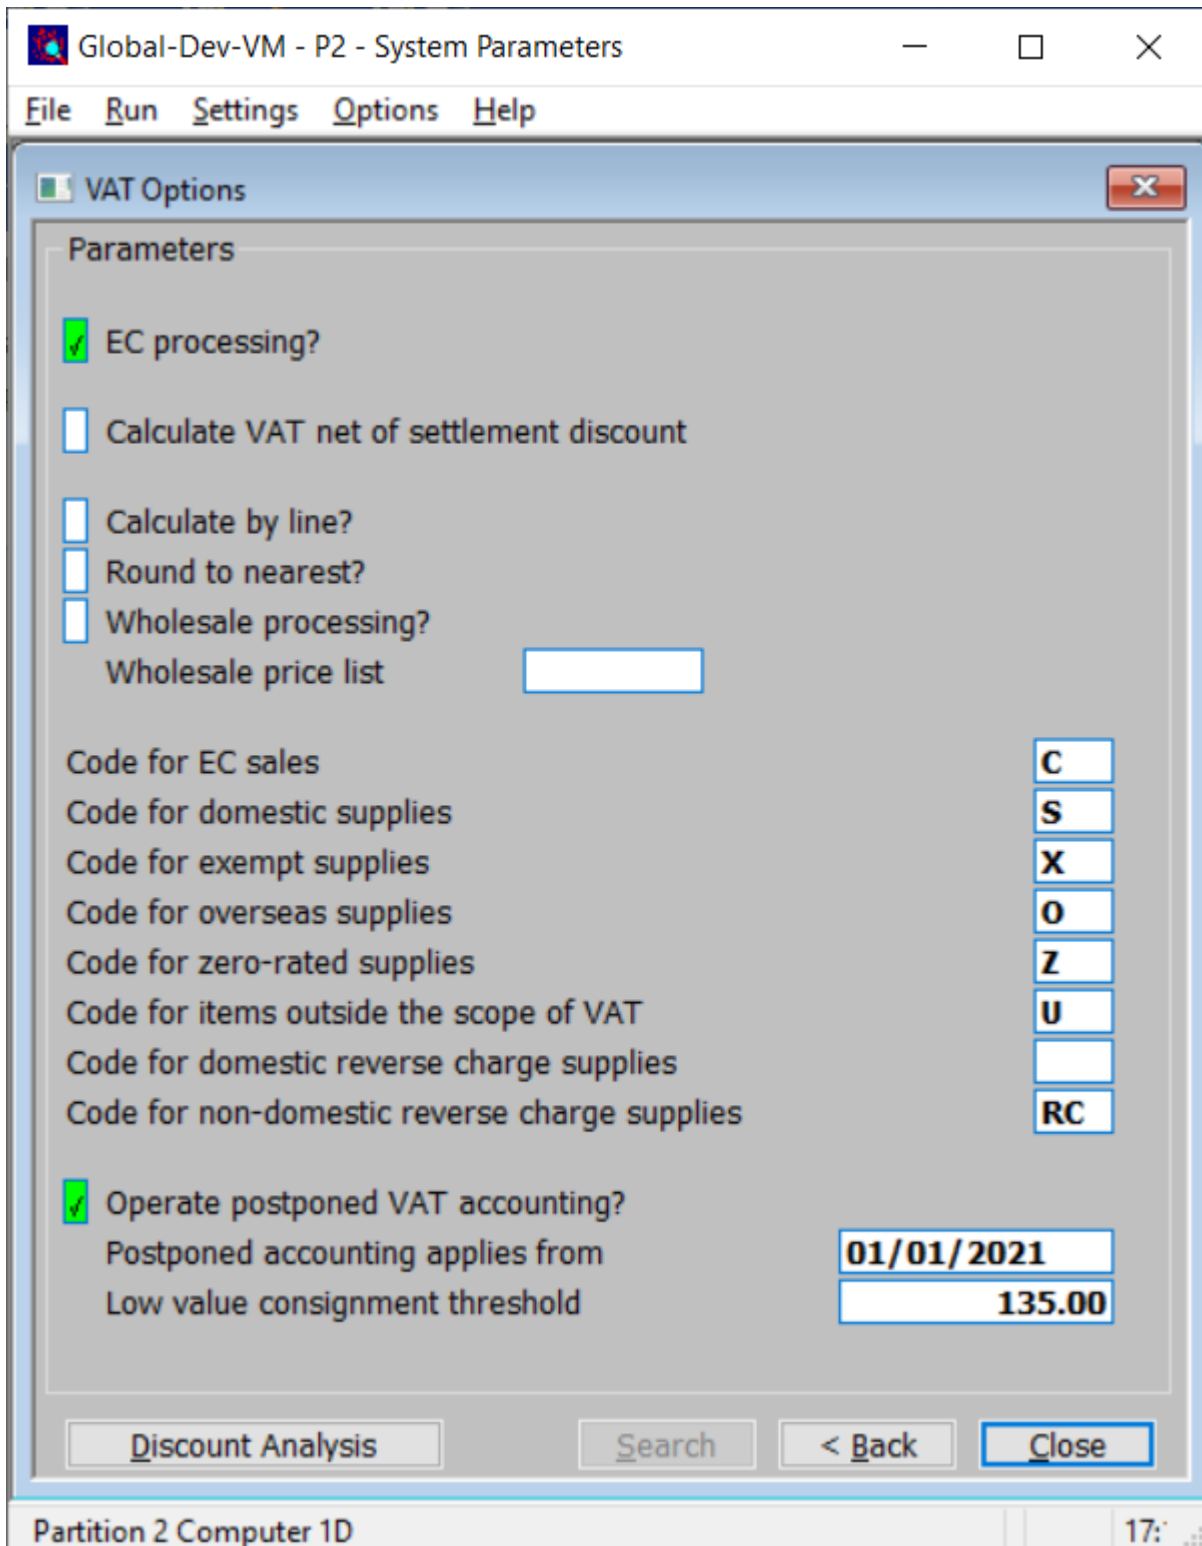 Global-Dev-VM - P2 - System Parameters
File Run Settings Options Help
VAT Options
Parameters
EC processing?
Calculate VAT net of settlement discount
Calculate by line?
Round to nearest?
Wholesale processing?
Wholesale price list
Code for EC sales C
Code for domestic supplies S
Code for exempt supplies X
Code for overseas supplies O
Code for zero-rated supplies Z
Code for items outside the scope of VAT U
Code for domestic reverse charge supplies
Code for non-domestic reverse charge supplies RC
Operate postponed VAT accounting?
Postponed accounting applies from 01/01/2021
Low value consignment threshold 135.00
Discount Analysis Search < Back Close
Partition 2 Computer 1D 17: